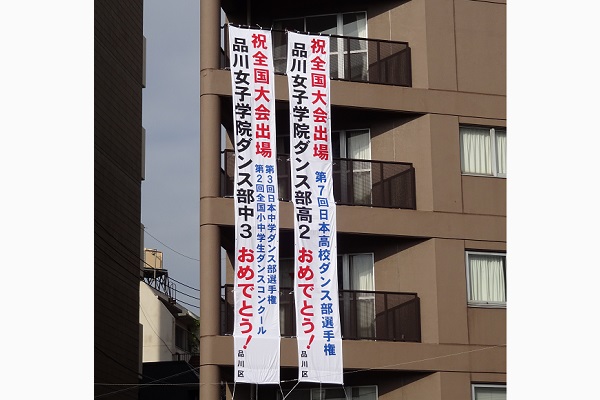 祝全国大会出場
第7回日本高校ダンス部選手権
品川女子学院ダンス部高2 おめでとう！
品川区
祝全国大会出場
第3回日本中学ダンス部選手権
第2回全国小中学生ダンスコンクール
品川女子学院ダンス部中3 おめでとう！
品川区